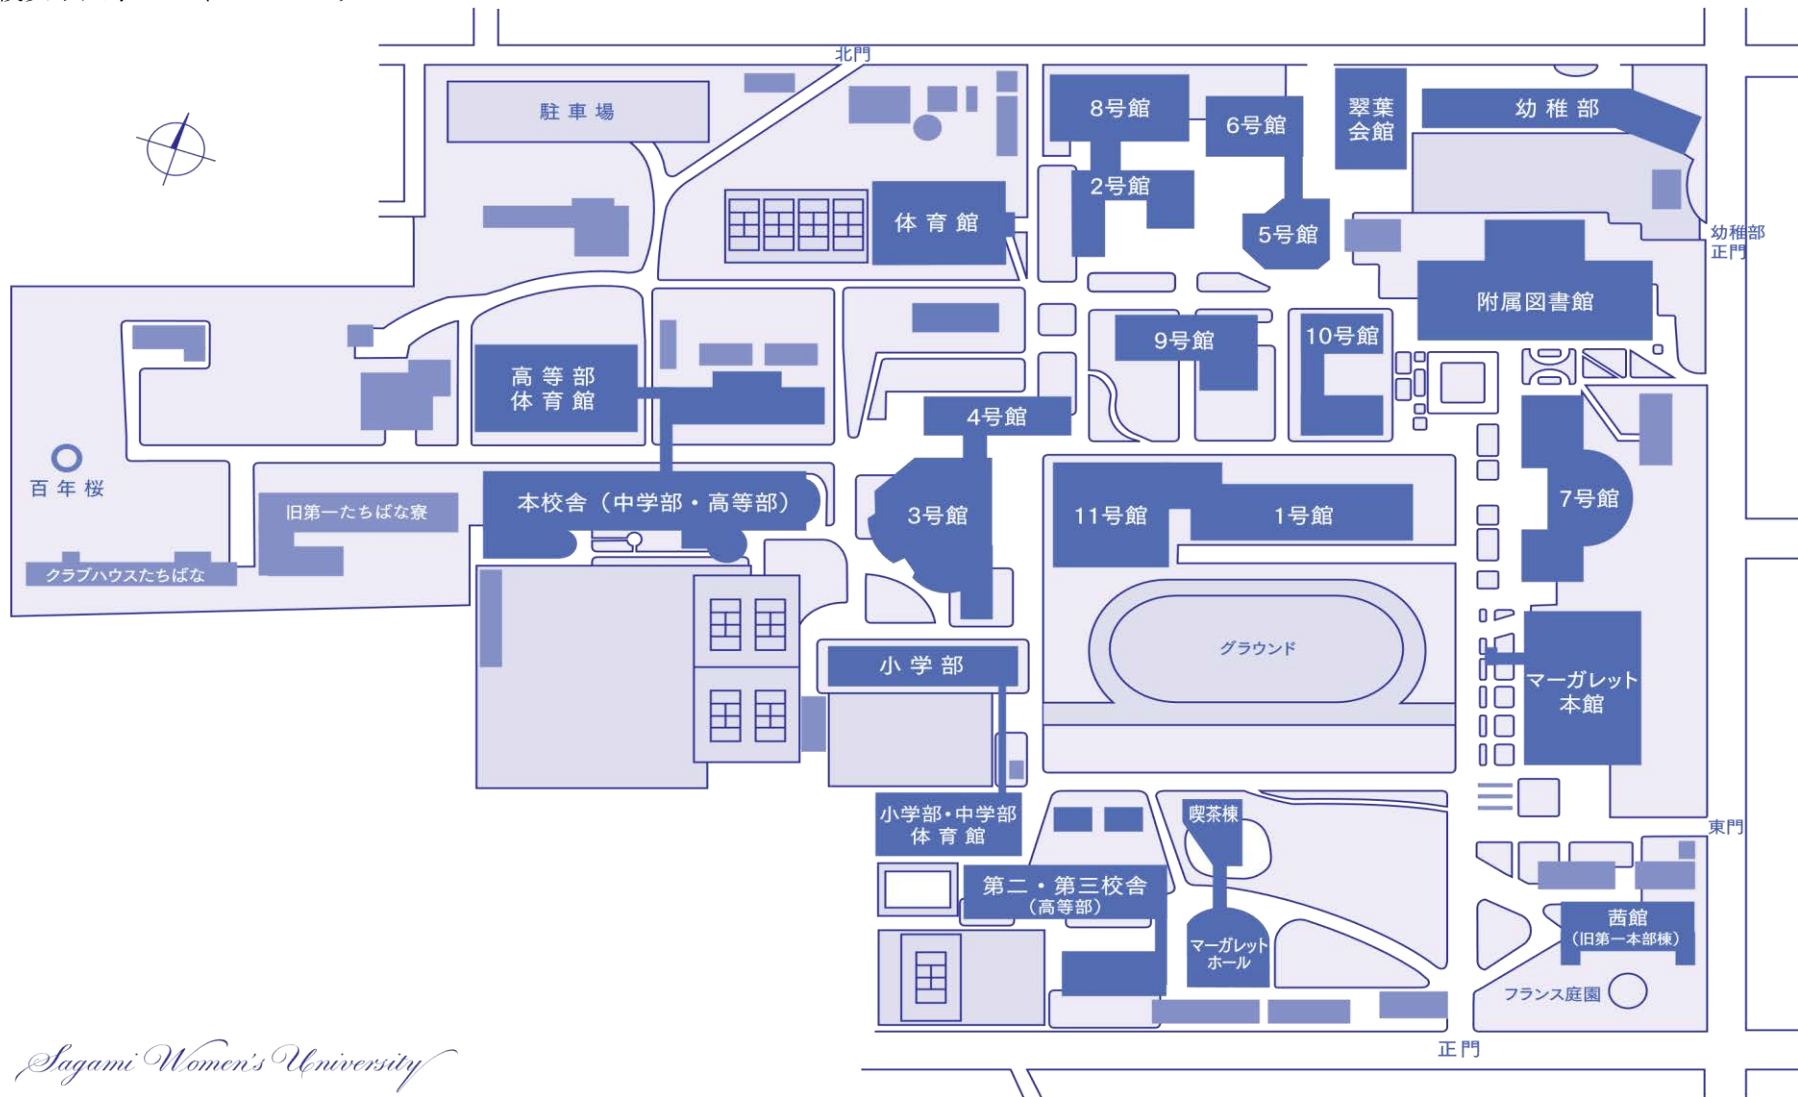 北門
駐車場
8号館
6号館
翠葉
会館
幼稚部
2号館
体育館
5号館
幼稚部
正門
附属図書館
9号館
10号館
高等部
体育館
4号館
百年桜
旧第一たちばな寮
本校舎（中学部・高等部）
3号館
11号館
1号館
7号館
クラブハウスたちばな
グラウンド
小学部
マーガレット
本館
小学部・中学部
体育館
喫茶棟
東門
第二・第三校舎
（高等部）
マーガレット
ホール
茜館
（旧第一本部棟）
フランス庭園
正門
Sagami Women's University